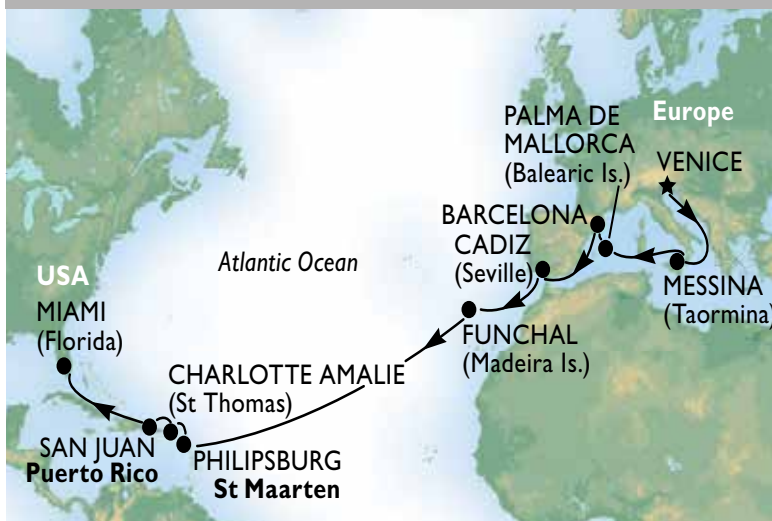 PALMA DE
MALLORCA
(Balearic Is.)
Europe
VENICE
BARCELONA
CADIZ
(Seville)
MESSINA
(Taormina)
Atlantic Ocean
USA
MIAMI
(Florida)
FUNCHAL
(Madeira Is.)
CHARLOTTE AMALIE
(St Thomas)
SAN JUAN
Puerto Rico
PHILIPSBURG
St Maarten